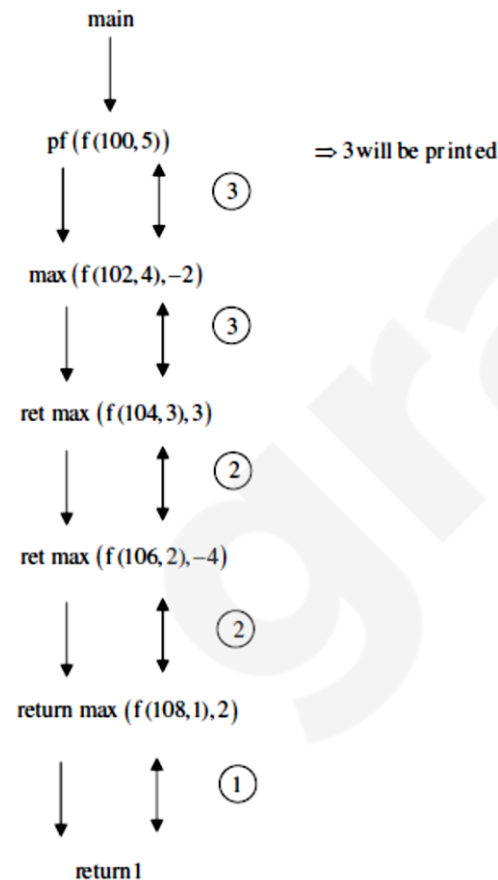 main
pf (f (100, 5))
⇒ 3 will be printed
3
max (f (102, 4), −2)
3
ret max (f (104, 3), 3)
2
ret max (f (106, 2), −4)
2
return max (f (108, 1), 2)
1
return 1